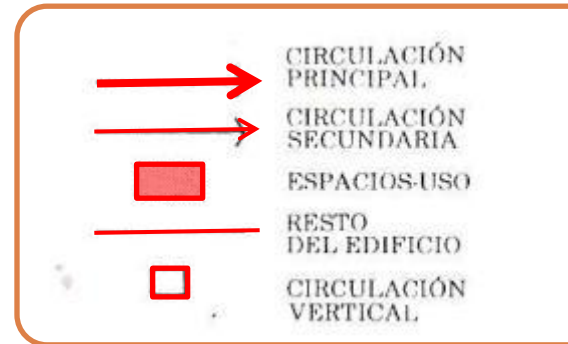 CIRCULACIÓN
PRINCIPAL
CIRCULACIÓN
SECUNDARIA
ESPACIOS-USO
RESTO
DEL EDIFICIO
CIRCULACIÓN
VERTICAL